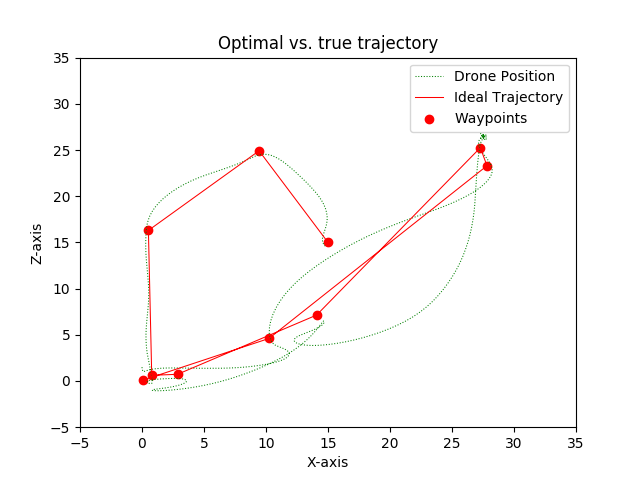 Optimal vs. true trajectory
Drone Position
Ideal Trajectory
Waypoints
35
30
25
20
15
10
5
0
−5
Z-axis
−5 0 5 10 15 20 25 30 35
X-axis